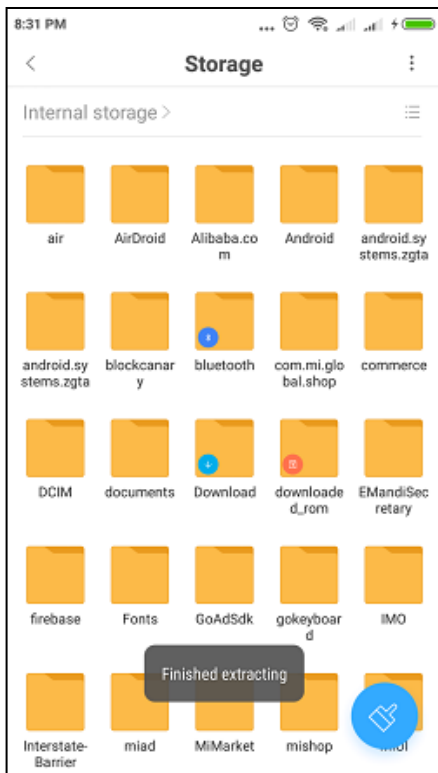 8:31 PM
Storage
Internal storage >
air
AirDroid
Alibaba.co
m
Android
android.sy
stems.zgta
android.sy
stems.zgta
blockcanar
y
bluetooth
com.mi.glo
bal.shop
commerce
DCIM
documents
Download
downloade
d_rom
EMandiSec
retary
firebase
Fonts
GoAdSdk
gokeyboar
d
IMO
Finished extracting
Interstate-
Barrier
miad
MiMarket
mishop